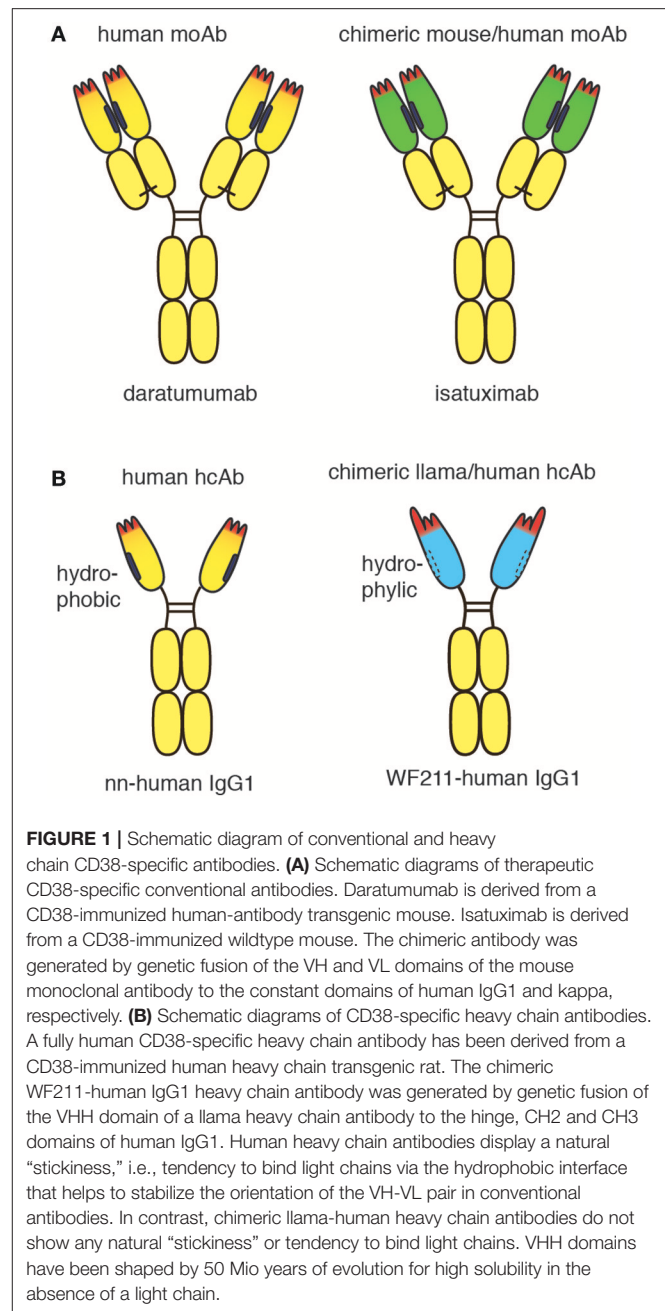 A human moAb chimeric mouse/human moAb
daratumumab isatuximab
B human hcAb chimeric llama/human hcAb
hydro-
phobic
hydro-
phylic
nn-human IgG1 WF211-human IgG1
FIGURE 1 | Schematic diagram of conventional and heavy
chain CD38-specific antibodies. (A) Schematic diagrams of therapeutic
CD38-specific conventional antibodies. Daratumumab is derived from a
CD38-immunized human-antibody transgenic mouse. Isatuximab is derived
from a CD38-immunized wildtype mouse. The chimeric antibody was
generated by genetic fusion of the VH and VL domains of the mouse
monoclonal antibody to the constant domains of human IgG1 and kappa,
respectively. (B) Schematic diagrams of CD38-specific heavy chain antibodies.
A fully human CD38-specific heavy chain antibody has been derived from a
CD38-immunized human heavy chain transgenic rat. The chimeric
WF211-human IgG1 heavy chain antibody was generated by genetic fusion of
the VHH domain of a llama heavy chain antibody to the hinge, CH2 and CH3
domains of human IgG1. Human heavy chain antibodies display a natural
“stickiness,” i.e., tendency to bind light chains via the hydrophobic interface
that helps to stabilize the orientation of the VH-VL pair in conventional
antibodies. In contrast, chimeric llama-human heavy chain antibodies do not
show any natural “stickiness” or tendency to bind light chains. VHH domains
have been shaped by 50 Mio years of evolution for high solubility in the
absence of a light chain.